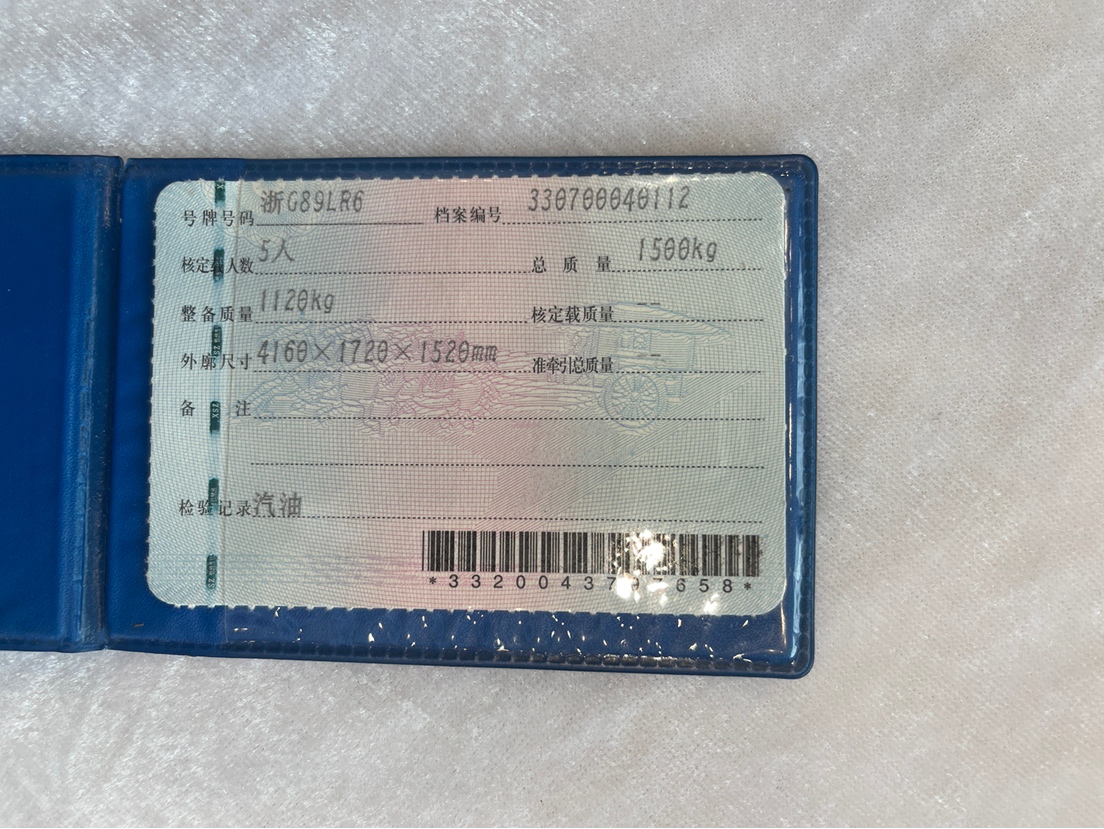 号牌号码 浙G89LR6 档案编号 330700040112
核定载人数 5人 总质量 1500kg
整备质量 1120kg 核定载质量 --
外廓尺寸 4160×1720×1520mm 准牵引总质量 -
备注
检验记录 汽油